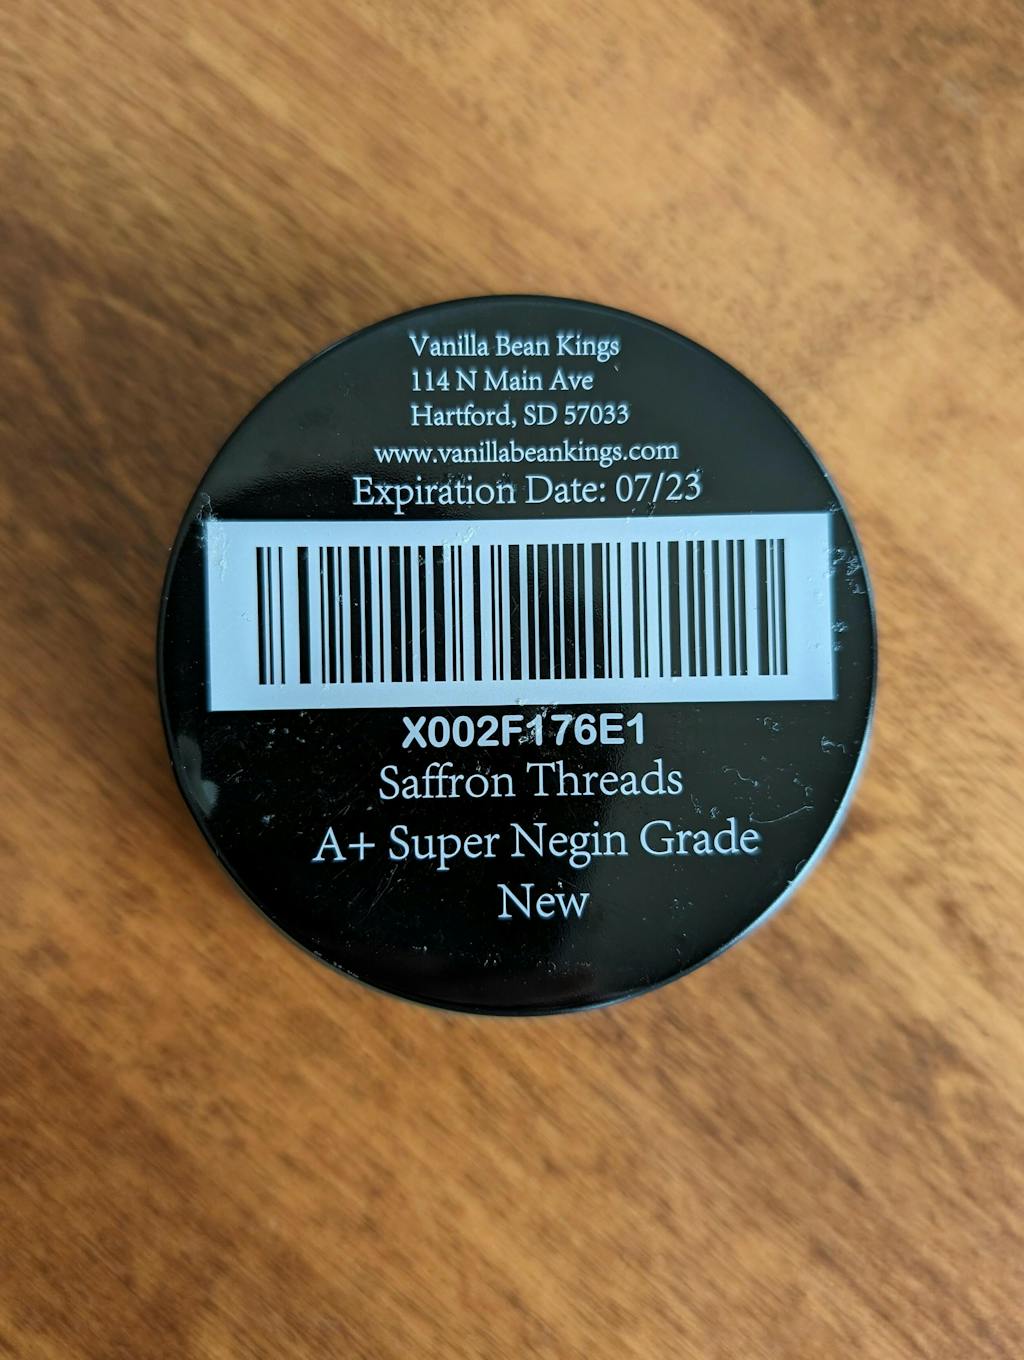 Vanilla Bean Kings
114 N Main Ave
Hartford, SD 57033
www.vanillabeankings.com
Expiration Date: 07/23
X002F176E1
Saffron Threads
A+ Super Negin Grade
New